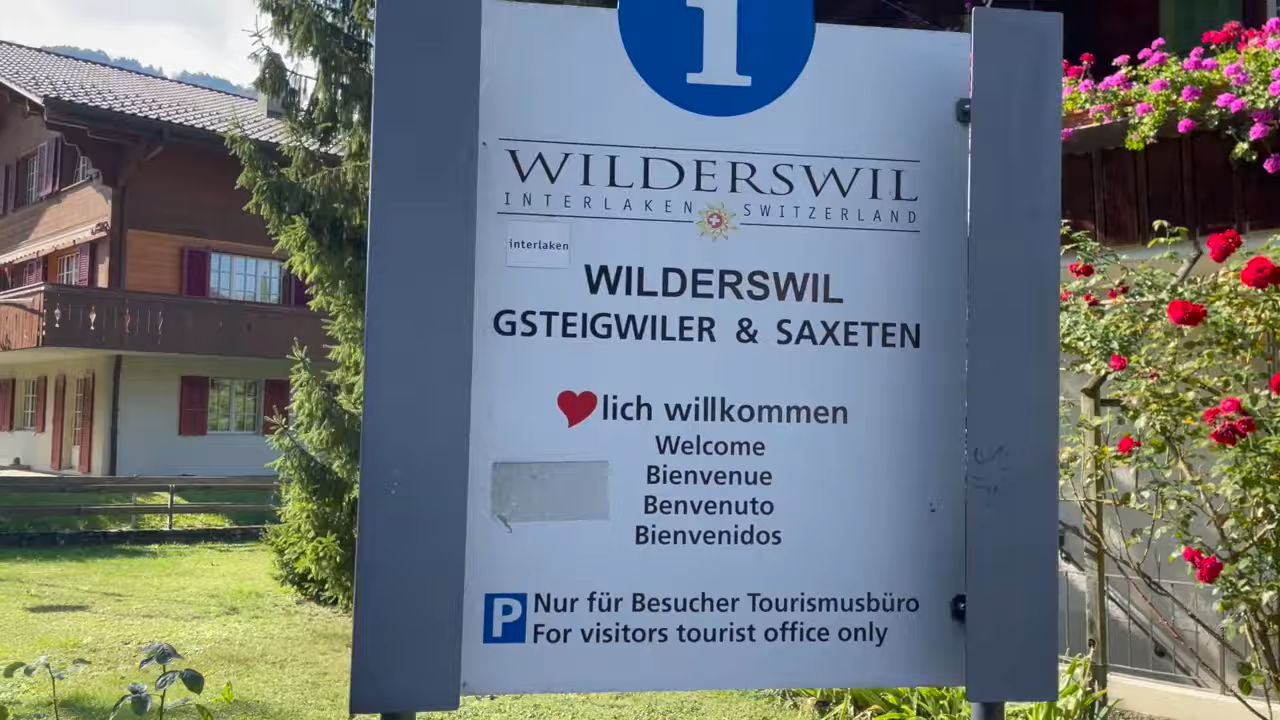 i
WILDERSWIL
INTERLAKEN SWITZERLAND
interlaken
WILDERSWIL
GSTEIGWILER & SAXETEN
lich willkommen
Welcome
Bienvenue
Benvenuto
Bienvenidos
P Nur für Besucher Tourismusbüro
For visitors tourist office only